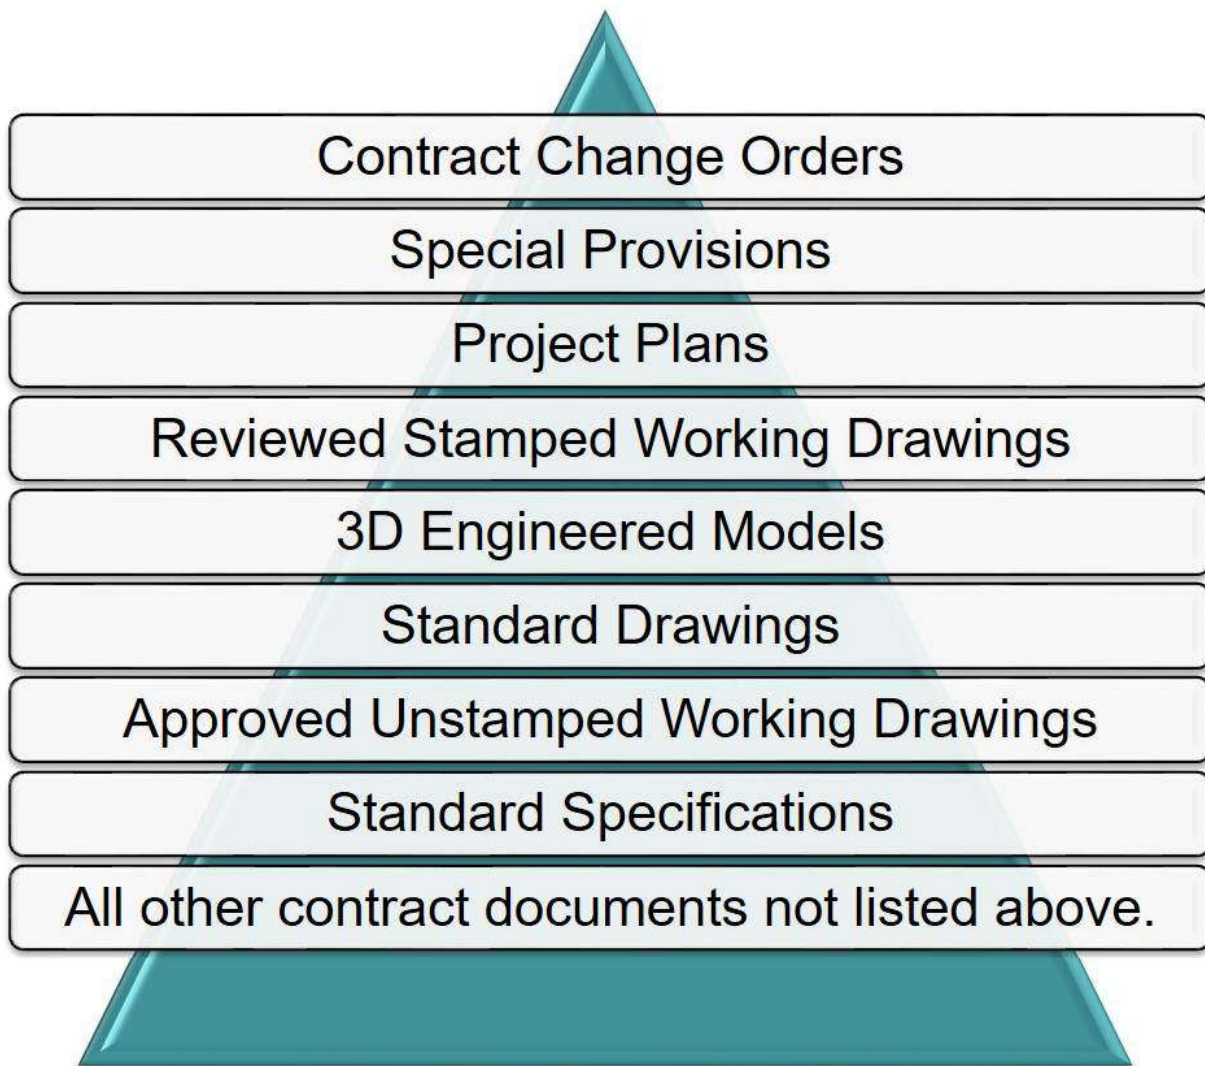 Contract Change Orders
Special Provisions
Project Plans
Reviewed Stamped Working Drawings
3D Engineered Models
Standard Drawings
Approved Unstamped Working Drawings
Standard Specifications
All other contract documents not listed above.